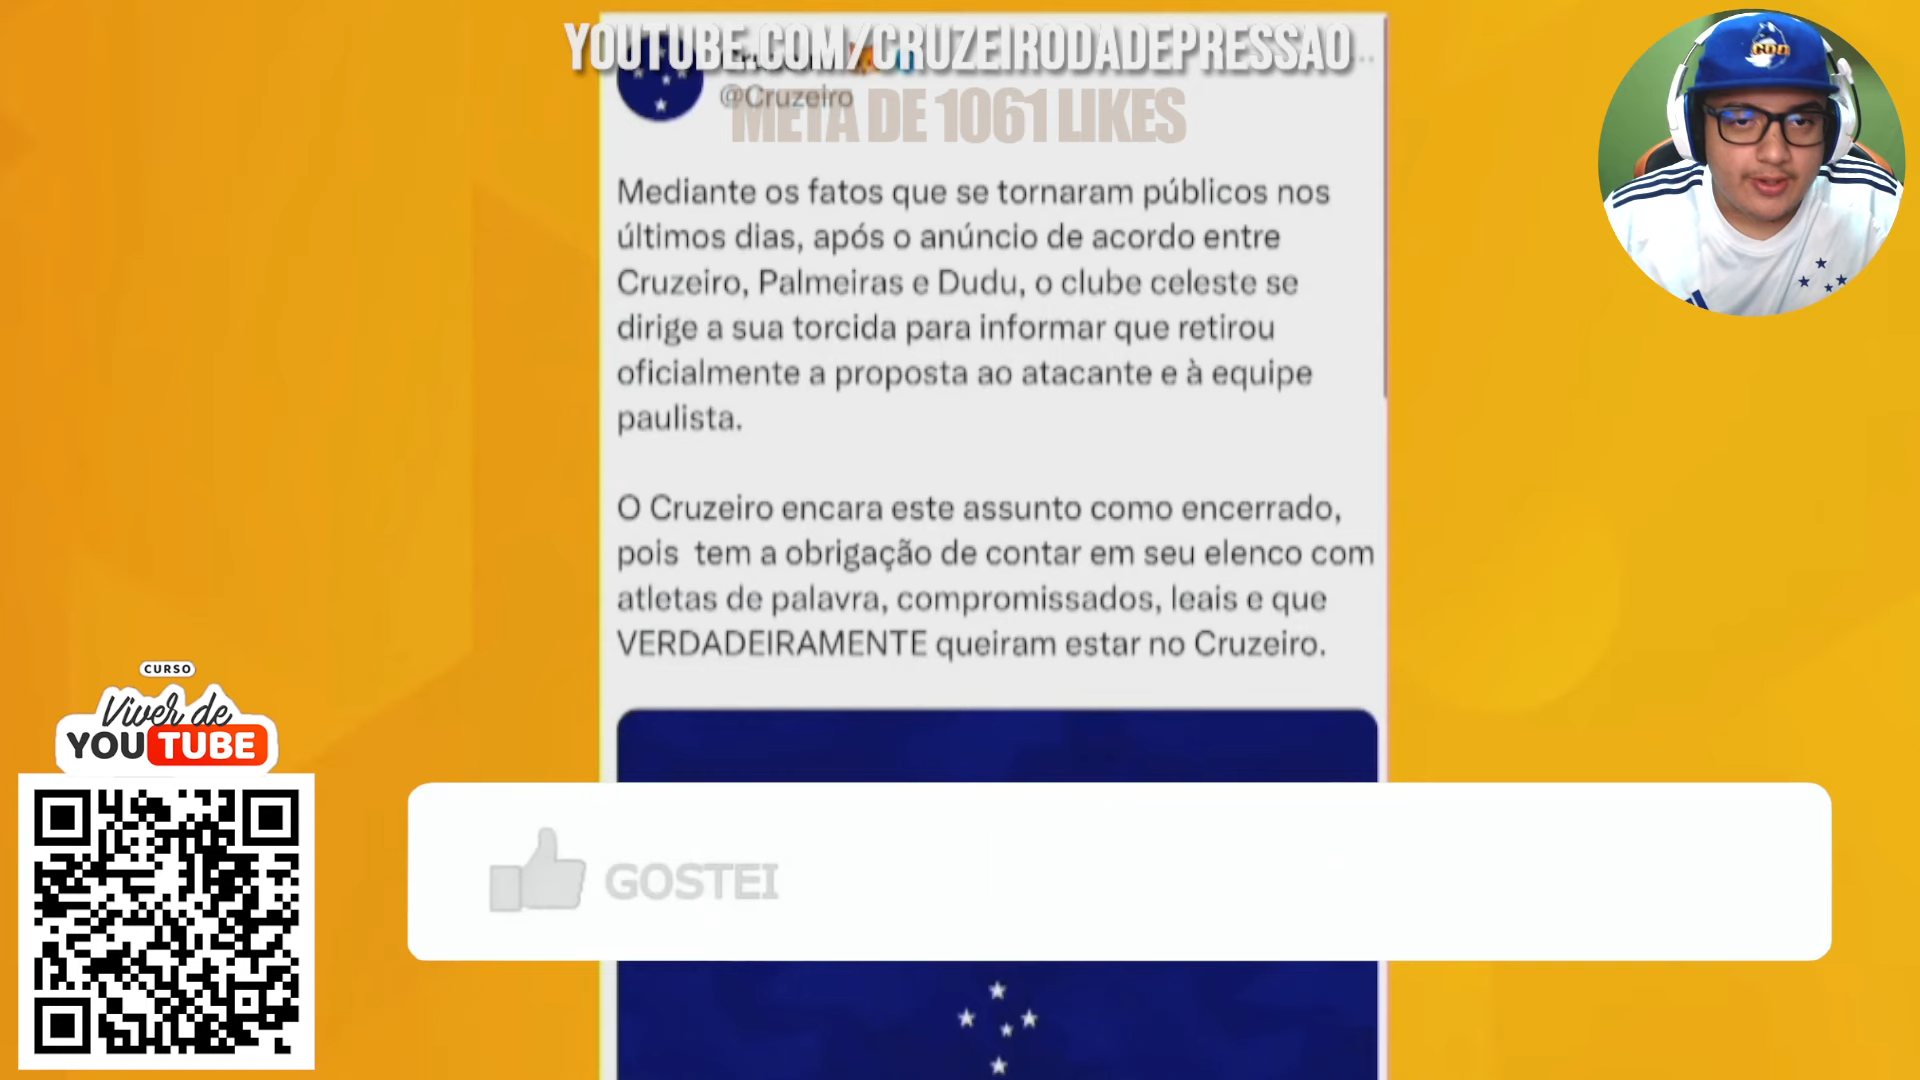 YOUTUBE.COM/CRUZEIRODADEPRESSAO
@Cruzeiro
META DE 1061 LIKES
Mediante os fatos que se tornaram públicos nos
últimos dias, após o anúncio de acordo entre
Cruzeiro, Palmeiras e Dudu, o clube celeste se
dirige a sua torcida para informar que retirou
oficialmente a proposta ao atacante e à equipe
paulista.
O Cruzeiro encara este assunto como encerrado,
pois tem a obrigação de contar em seu elenco com
atletas de palavra, compromissados, leais e que
VERDADEIRAMENTE queiram estar no Cruzeiro.
CURSO
Viver de
YOUTUBE
GOSTEI